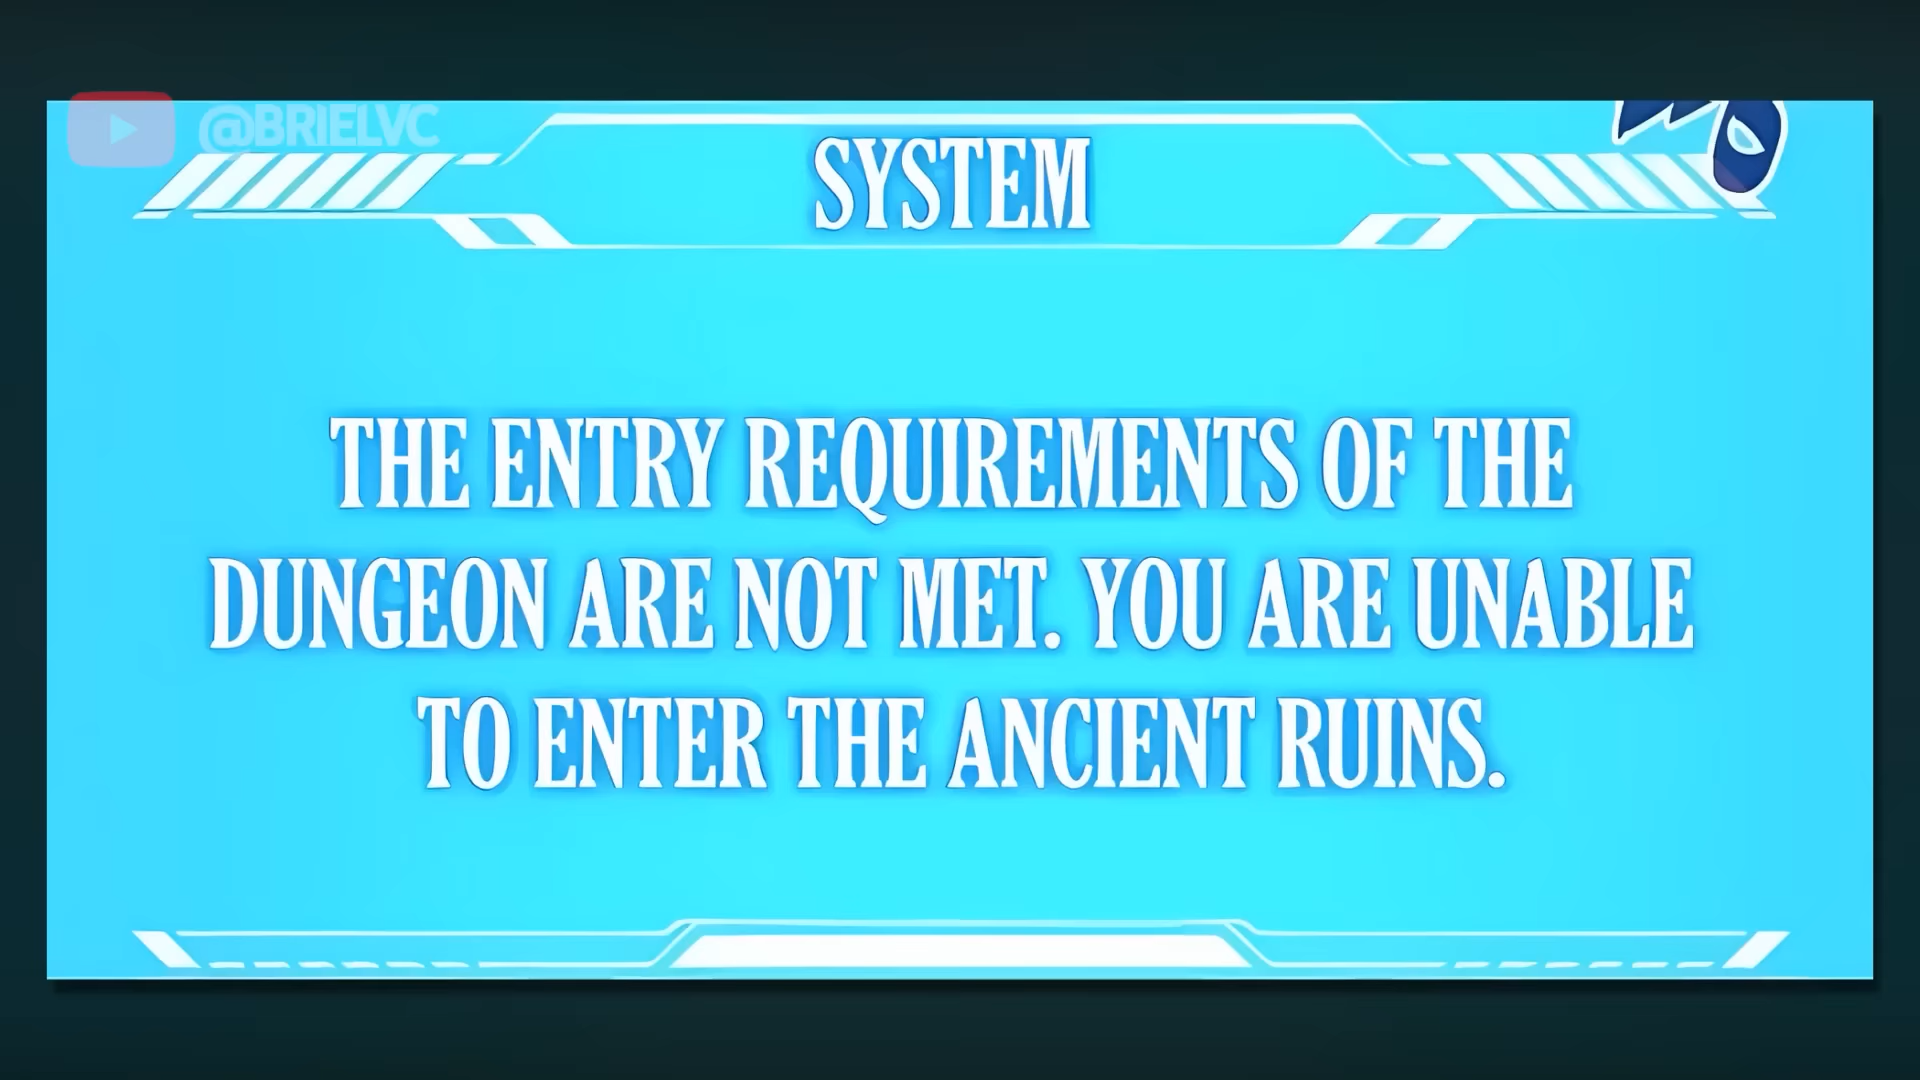 @BRIELVC
SYSTEM
THE ENTRY REQUIREMENTS OF THE
DUNGEON ARE NOT MET. YOU ARE UNABLE
TO ENTER THE ANCIENT RUINS.